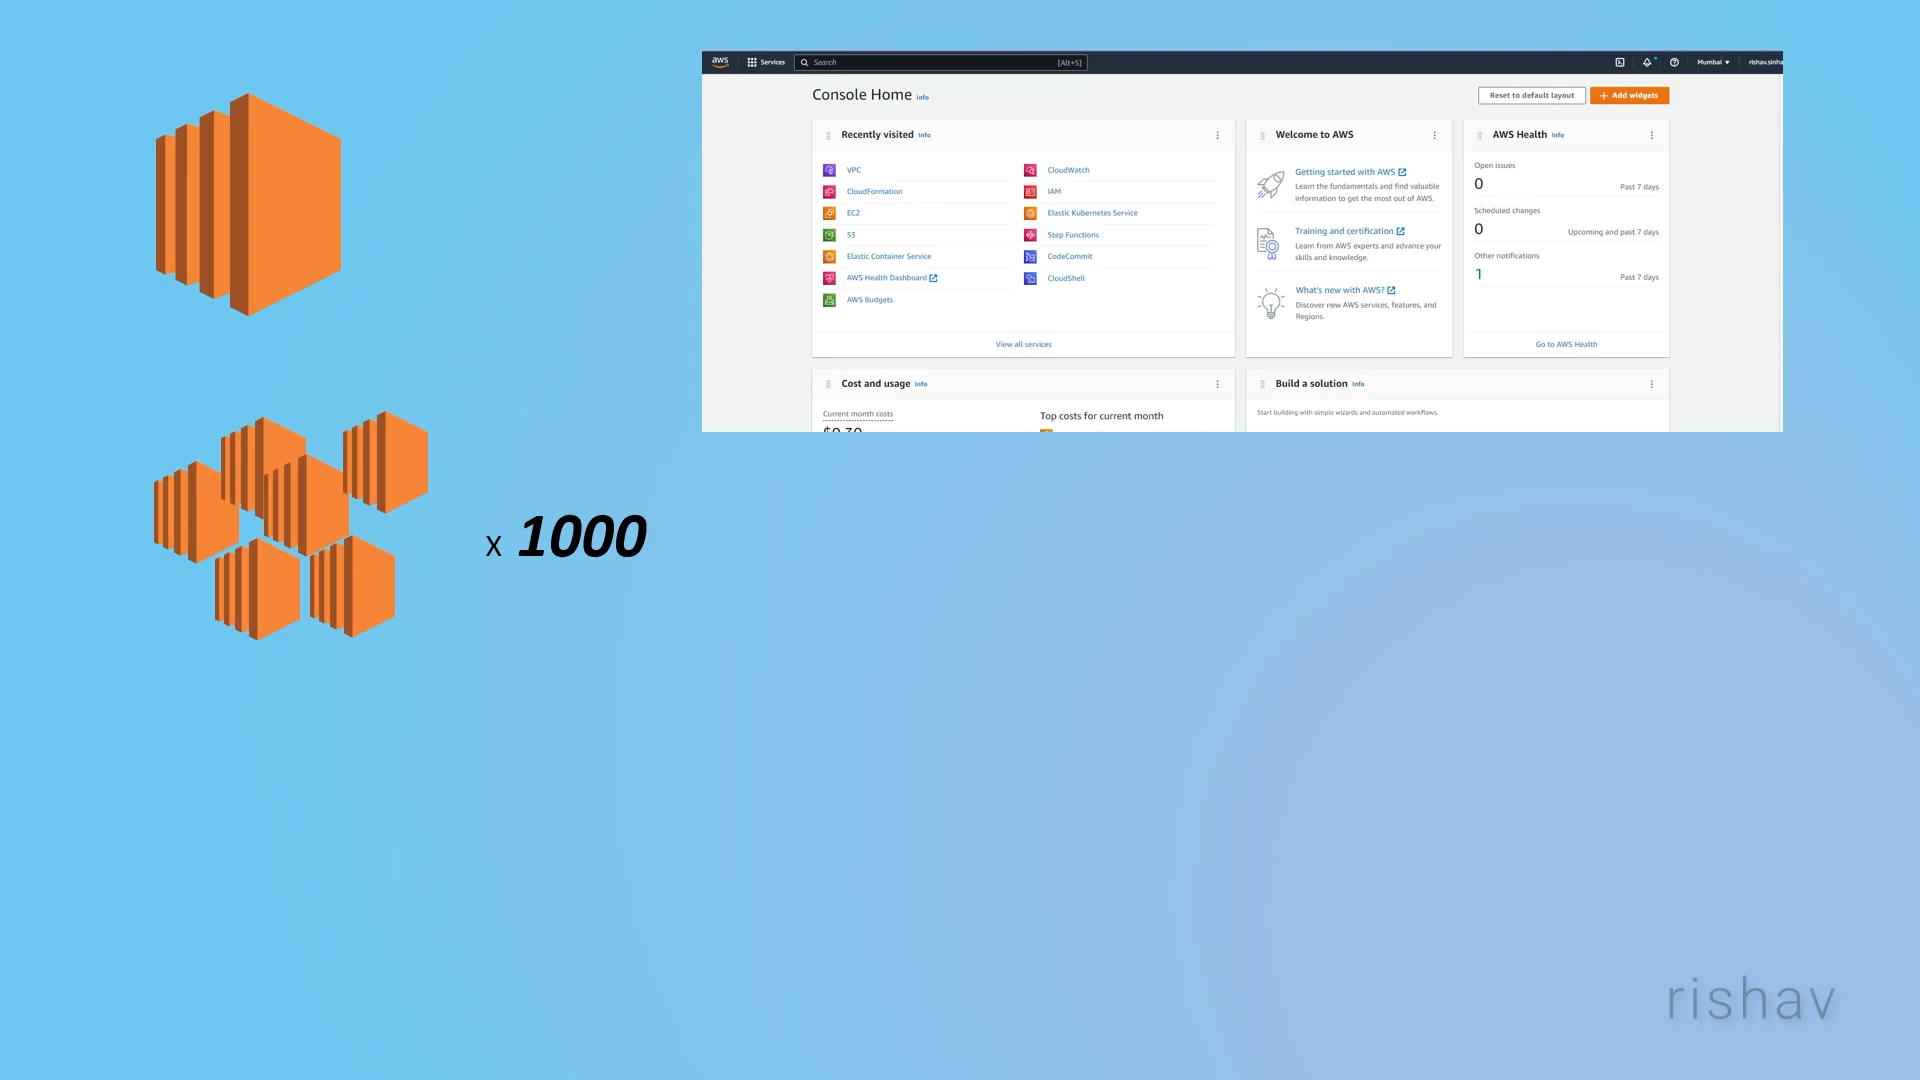 aws
Services
Search
[Alt+S]
Mumbai
rishav.sinha
Console Home Info
Reset to default layout
Add widgets
Recently visited Info
VPC
CloudFormation
EC2
S3
Elastic Container Service
AWS Health Dashboard
AWS Budgets
CloudWatch
IAM
Elastic Kubernetes Service
Step Functions
CodeCommit
CloudShell
View all services
Welcome to AWS
Getting started with AWS
Learn the fundamentals and find valuable
information to get the most out of AWS.
Training and certification
Learn from AWS experts and advance your
skills and knowledge.
What's new with AWS?
Discover new AWS services, features, and
Regions.
AWS Health Info
Open issues
0
Past 7 days
Scheduled changes
0
Upcoming and past 7 days
Other notifications
1
Past 7 days
Go to AWS Health
Cost and usage Info
Current month costs
Top costs for current month
Build a solution Info
Start building with simple wizards and automated workflows.
x 1000
rishav